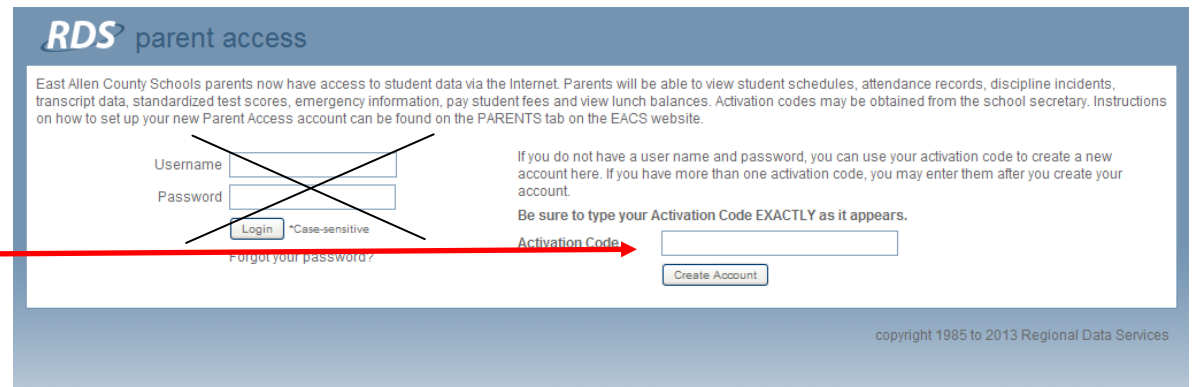 RDS parent access
East Allen County Schools parents now have access to student data via the Internet. Parents will be able to view student schedules, attendance records, discipline incidents,
transcript data, standardized test scores, emergency information, pay student fees and view lunch balances. Activation codes may be obtained from the school secretary. Instructions
on how to set up your new Parent Access account can be found on the PARENTS tab on the EACS website.
Username
Password
Login *Case-sensitive
Forgot your password?
If you do not have a user name and password, you can use your activation code to create a new
account here. If you have more than one activation code, you may enter them after you create your
account.
Be sure to type your Activation Code EXACTLY as it appears.
Activation Code
Create Account
copyright 1985 to 2013 Regional Data Services